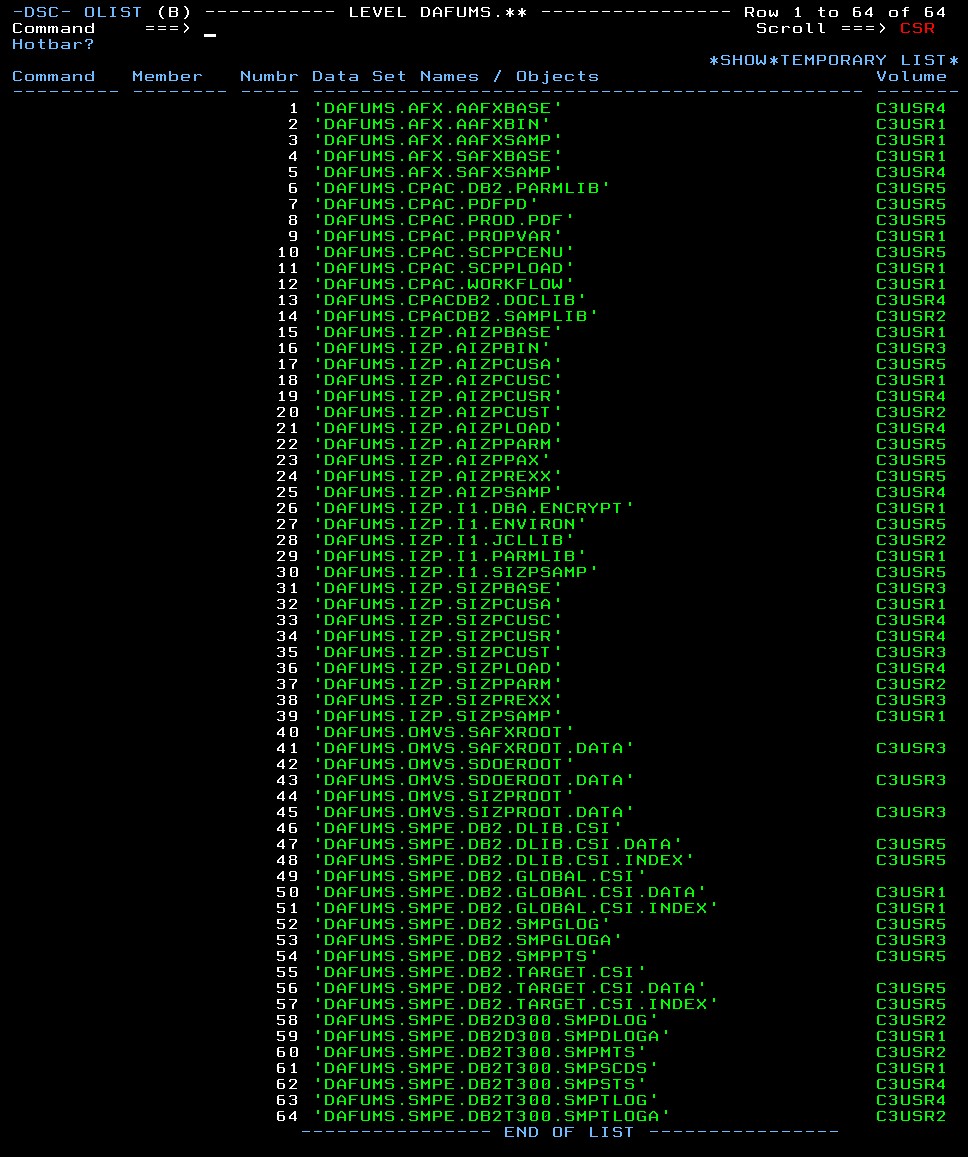 -DSC- OLIST (B) ----------- LEVEL DAFUMS.** ----------------- Row 1 to 64 of 64
Command    ===> _                                              Scroll ===> CSR
Hotbar?
                                                          *SHOW*TEMPORARY LIST*
Command   Member   Numbr Data Set Names / Objects                       Volume
--------- -------- ----- ---------------------------------------------- -------
1 'DAFUMS.AFX.AAFXBASE' C3USR4
2 'DAFUMS.AFX.AAFXBIN' C3USR1
3 'DAFUMS.AFX.AAFXSAMP' C3USR1
4 'DAFUMS.AFX.SAFXBASE' C3USR1
5 'DAFUMS.AFX.SAFXSAMP' C3USR4
6 'DAFUMS.CPAC.DB2.PARMLIB' C3USR5
7 'DAFUMS.CPAC.PDFPD' C3USR5
8 'DAFUMS.CPAC.PROD.PDF' C3USR5
9 'DAFUMS.CPAC.PROPVAR' C3USR1
10 'DAFUMS.CPAC.SCPPCENU' C3USR5
11 'DAFUMS.CPAC.SCPPLOAD' C3USR1
12 'DAFUMS.CPAC.WORKFLOW' C3USR1
13 'DAFUMS.CPACDB2.DOCLIB' C3USR4
14 'DAFUMS.CPACDB2.SAMPLIB' C3USR2
15 'DAFUMS.IZP.AIZPBASE' C3USR1
16 'DAFUMS.IZP.AIZPBIN' C3USR3
17 'DAFUMS.IZP.AIZPCUSA' C3USR5
18 'DAFUMS.IZP.AIZPCUSC' C3USR1
19 'DAFUMS.IZP.AIZPCUSR' C3USR4
20 'DAFUMS.IZP.AIZPCUST' C3USR2
21 'DAFUMS.IZP.AIZPLOAD' C3USR4
22 'DAFUMS.IZP.AIZPPARM' C3USR5
23 'DAFUMS.IZP.AIZPPAX' C3USR5
24 'DAFUMS.IZP.AIZPREXX' C3USR5
25 'DAFUMS.IZP.AIZPSAMP' C3USR4
26 'DAFUMS.IZP.I1.DBA.ENCRYPT' C3USR1
27 'DAFUMS.IZP.I1.ENVIRON' C3USR5
28 'DAFUMS.IZP.I1.JCLLIB' C3USR2
29 'DAFUMS.IZP.I1.PARMLIB' C3USR1
30 'DAFUMS.IZP.I1.SIZPSAMP' C3USR5
31 'DAFUMS.IZP.SIZPBASE' C3USR3
32 'DAFUMS.IZP.SIZPCUSA' C3USR1
33 'DAFUMS.IZP.SIZPCUSC' C3USR4
34 'DAFUMS.IZP.SIZPCUSR' C3USR4
35 'DAFUMS.IZP.SIZPCUST' C3USR3
36 'DAFUMS.IZP.SIZPLOAD' C3USR4
37 'DAFUMS.IZP.SIZPPARM' C3USR2
38 'DAFUMS.IZP.SIZPREXX' C3USR3
39 'DAFUMS.IZP.SIZPSAMP' C3USR1
40 'DAFUMS.OMVS.SAFXROOT'
41 'DAFUMS.OMVS.SAFXROOT.DATA' C3USR3
42 'DAFUMS.OMVS.SDOEROOT'
43 'DAFUMS.OMVS.SDOEROOT.DATA' C3USR3
44 'DAFUMS.OMVS.SIZPROOT'
45 'DAFUMS.OMVS.SIZPROOT.DATA' C3USR3
46 'DAFUMS.SMPE.DB2.DLIB.CSI'
47 'DAFUMS.SMPE.DB2.DLIB.CSI.DATA' C3USR5
48 'DAFUMS.SMPE.DB2.DLIB.CSI.INDEX' C3USR5
49 'DAFUMS.SMPE.DB2.GLOBAL.CSI'
50 'DAFUMS.SMPE.DB2.GLOBAL.CSI.DATA' C3USR1
51 'DAFUMS.SMPE.DB2.GLOBAL.CSI.INDEX' C3USR1
52 'DAFUMS.SMPE.DB2.SMPGLOG' C3USR5
53 'DAFUMS.SMPE.DB2.SMPGLOGA' C3USR3
54 'DAFUMS.SMPE.DB2.SMPPTS' C3USR5
55 'DAFUMS.SMPE.DB2.TARGET.CSI'
56 'DAFUMS.SMPE.DB2.TARGET.CSI.DATA' C3USR5
57 'DAFUMS.SMPE.DB2.TARGET.CSI.INDEX' C3USR5
58 'DAFUMS.SMPE.DB2D300.SMPDLOG' C3USR2
59 'DAFUMS.SMPE.DB2D300.SMPDLOGA' C3USR1
60 'DAFUMS.SMPE.DB2T300.SMPMTS' C3USR2
61 'DAFUMS.SMPE.DB2T300.SMPSCDS' C3USR1
62 'DAFUMS.SMPE.DB2T300.SMPSTS' C3USR4
63 'DAFUMS.SMPE.DB2T300.SMPTLOG' C3USR4
64 'DAFUMS.SMPE.DB2T300.SMPTLOGA' C3USR2
---------------- END OF LIST ----------------